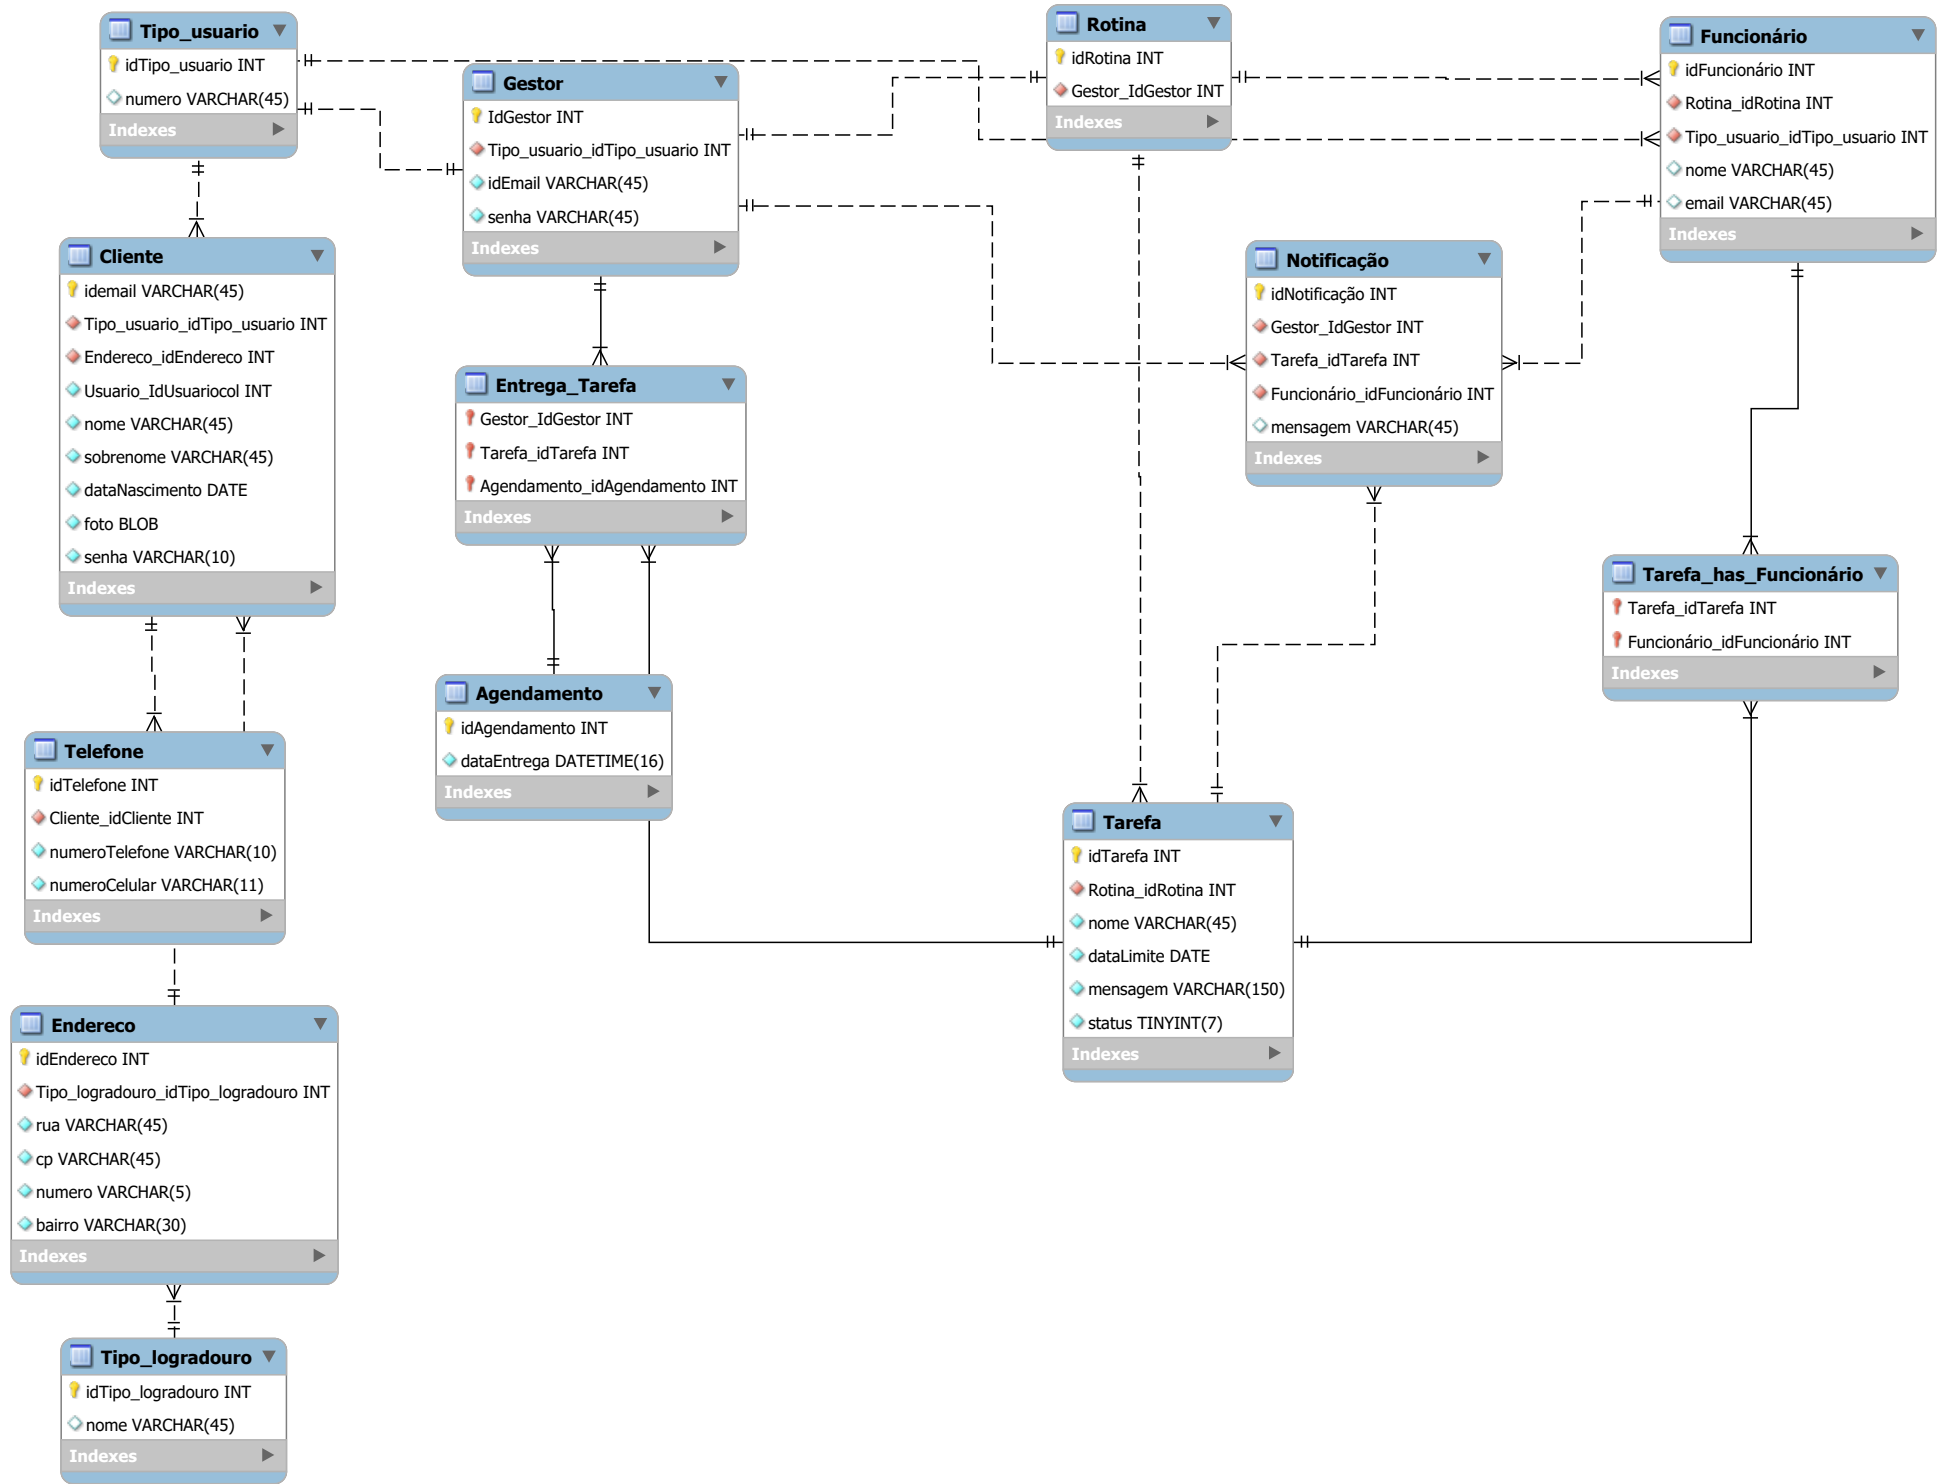 Tipo_usuario
idTipo_usuario INT
numero VARCHAR(45)
Indexes
Gestor
IdGestor INT
Tipo_usuario_idTipo_usuario INT
idEmail VARCHAR(45)
senha VARCHAR(45)
Indexes
Rotina
idRotina INT
Gestor_IdGestor INT
Indexes
Funcionário
idFuncionário INT
Rotina_idRotina INT
Tipo_usuario_idTipo_usuario INT
nome VARCHAR(45)
email VARCHAR(45)
Indexes
Cliente
idemail VARCHAR(45)
Tipo_usuario_idTipo_usuario INT
Endereco_idEndereco INT
Usuario_IdUsuariocol INT
nome VARCHAR(45)
sobrenome VARCHAR(45)
dataNascimento DATE
foto BLOB
senha VARCHAR(10)
Indexes
Entrega_Tarefa
Gestor_IdGestor INT
Tarefa_idTarefa INT
Agendamento_idAgendamento INT
Indexes
Notificação
idNotificação INT
Gestor_IdGestor INT
Tarefa_idTarefa INT
Funcionário_idFuncionário INT
mensagem VARCHAR(45)
Indexes
Tarefa_has_Funcionário
Tarefa_idTarefa INT
Funcionário_idFuncionário INT
Indexes
Agendamento
idAgendamento INT
dataEntrega DATETIME(16)
Indexes
Telefone
idTelefone INT
Cliente_idCliente INT
numeroTelefone VARCHAR(10)
numeroCelular VARCHAR(11)
Indexes
Tarefa
idTarefa INT
Rotina_idRotina INT
nome VARCHAR(45)
dataLimite DATE
mensagem VARCHAR(150)
status TINYINT(7)
Indexes
Endereco
idEndereco INT
Tipo_logradouro_idTipo_logradouro INT
rua VARCHAR(45)
cp VARCHAR(45)
numero VARCHAR(5)
bairro VARCHAR(30)
Indexes
Tipo_logradouro
idTipo_logradouro INT
nome VARCHAR(45)
Indexes